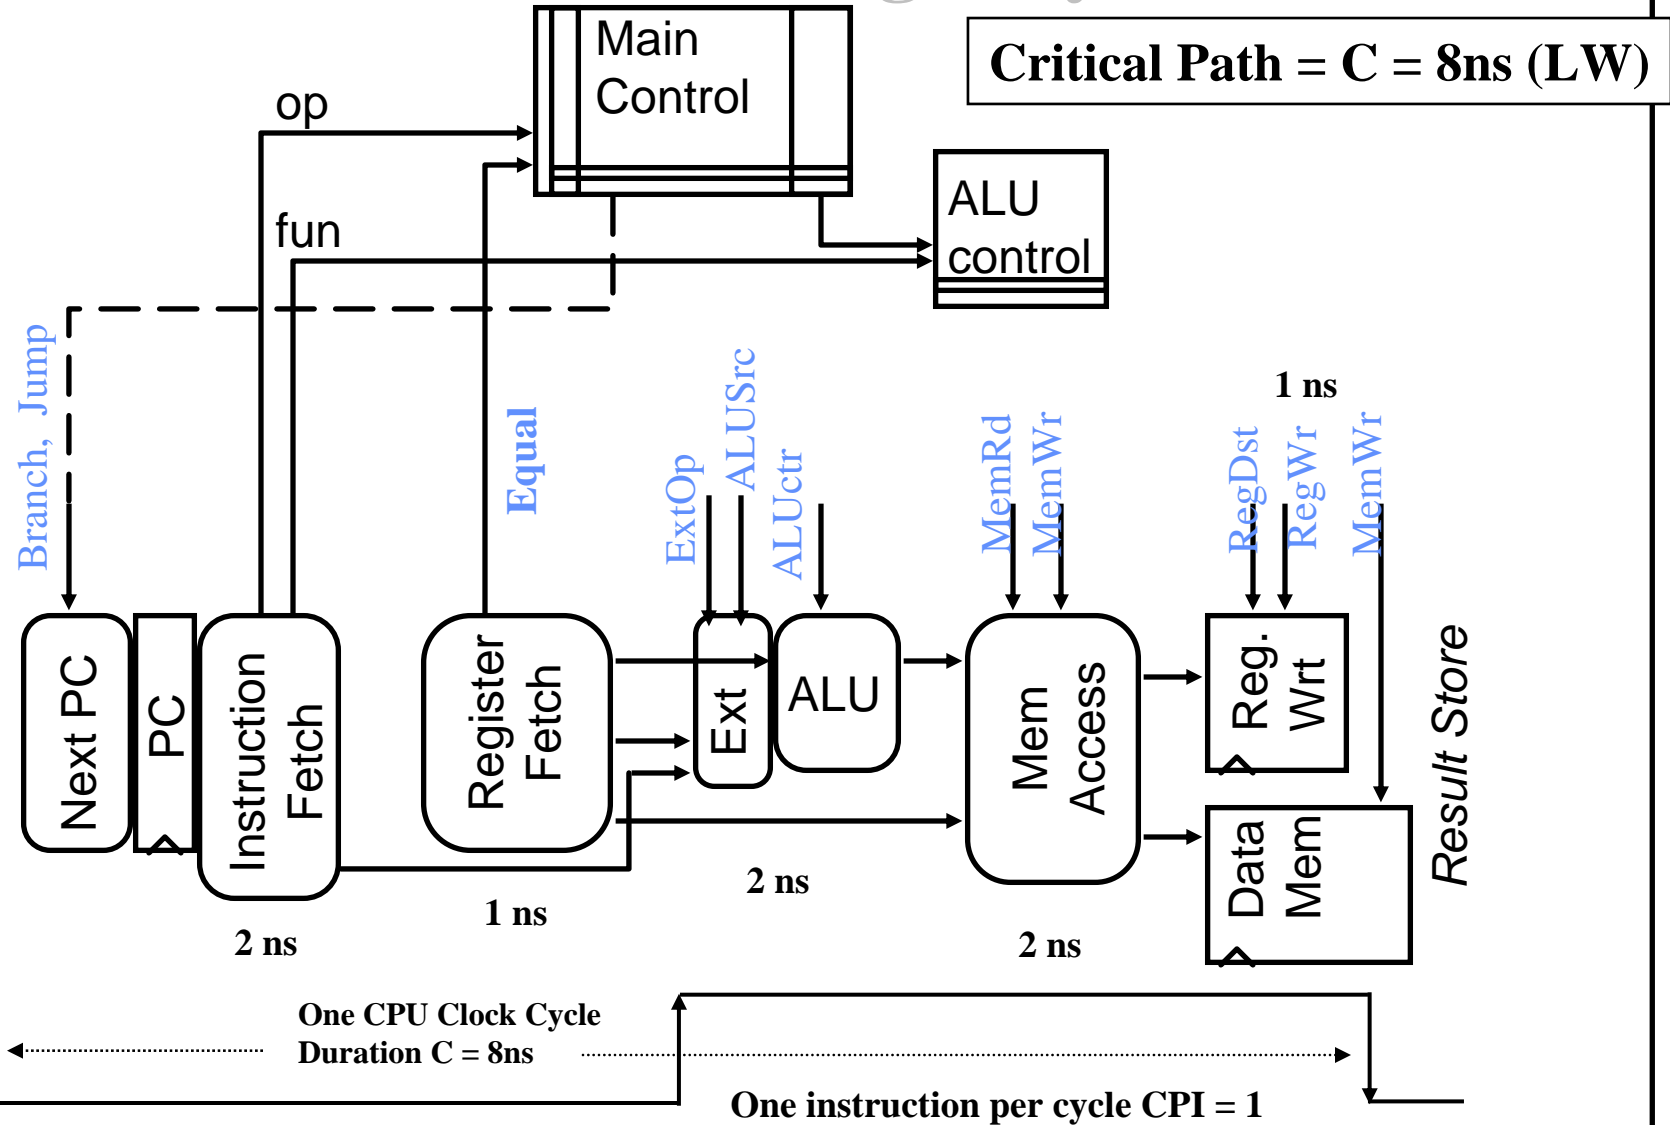 Main
Control
Critical Path = C = 8ns (LW)
op
ALU
control
fun
Branch, Jump
Equal
ExtOp
ALUSrc
ALUctr
MemRd
MemWr
1 ns
RegDst
RegWr
MemWr
Next PC
PC
Instruction
Fetch
Register
Fetch
Ext
ALU
Mem
Access
Reg.
Wrt
Data
Mem
Result Store
2 ns
1 ns
2 ns
2 ns
One CPU Clock Cycle
Duration C = 8ns
One instruction per cycle CPI = 1